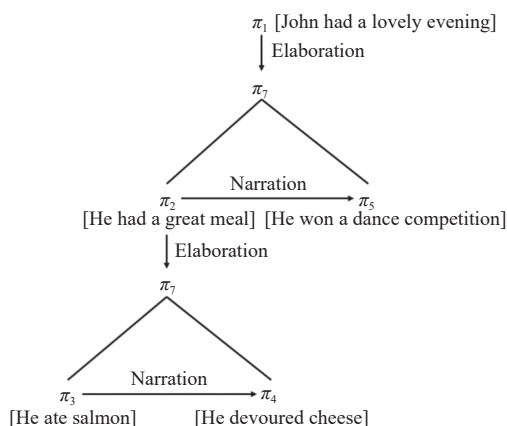 π1 [John had a lovely evening]
Elaboration
π7
Narration
π2 π5
[He had a great meal] [He won a dance competition]
Elaboration
π7
Narration
π3 π4
[He ate salmon] [He devoured cheese]